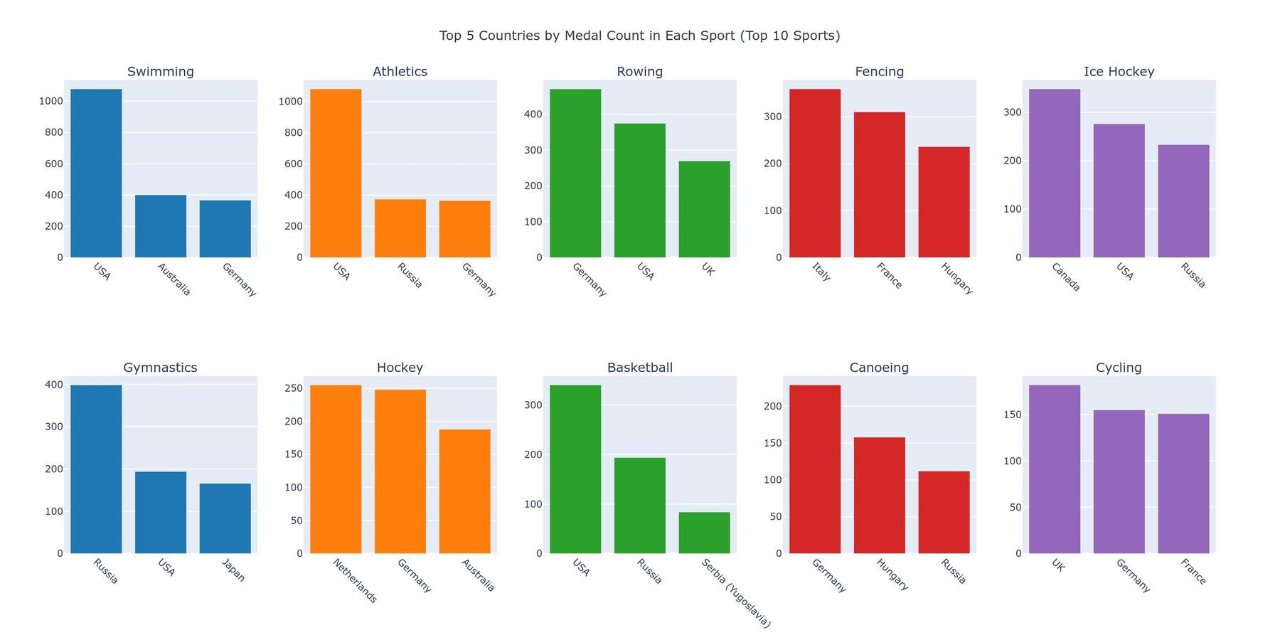 Top 5 Countries by Medal Count in Each Sport (Top 10 Sports)
Swimming
1000
800
600
400
200
0
USA
Australia
Germany
Athletics
1000
800
600
400
200
0
USA
Russia
Germany
Rowing
400
300
200
100
0
Germany
USA
UK
Fencing
300
200
100
0
Italy
France
Hungary
Ice Hockey
300
200
100
0
Canada
USA
Russia
Gymnastics
400
300
200
100
0
Russia
USA
Japan
Hockey
250
200
150
100
50
0
Netherlands
Germany
Australia
Basketball
300
200
100
0
USA
Russia
Serbia (Yugoslavia)
Canoeing
200
150
100
50
0
Germany
Hungary
Russia
Cycling
150
100
50
0
UK
Germany
France